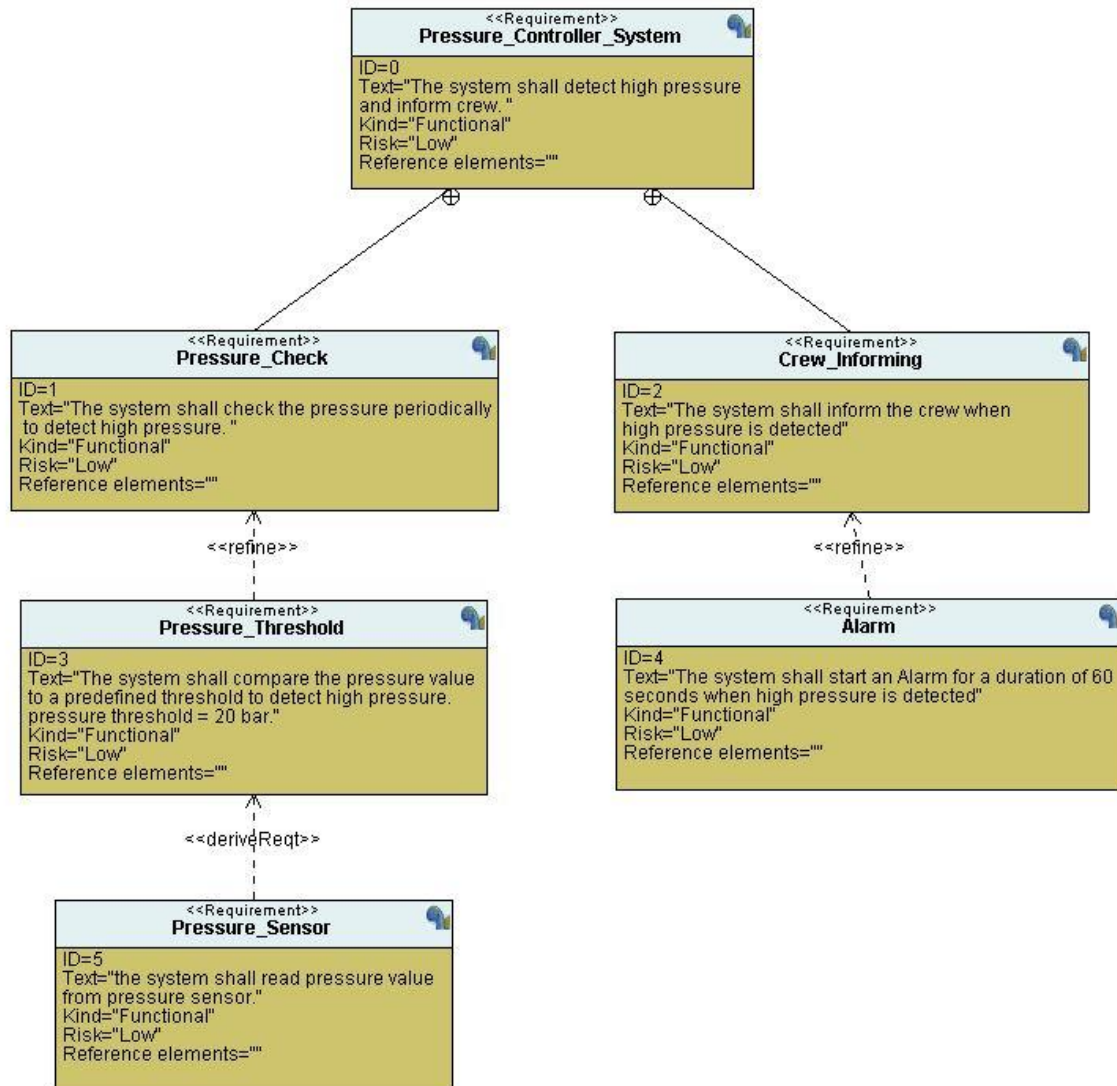 <<Requirement>>
Pressure_Controller_System
ID=0
Text="The system shall detect high pressure
and inform crew. "
Kind="Functional"
Risk="Low"
Reference elements=""
<<Requirement>>
Pressure_Check
ID=1
Text="The system shall check the pressure periodically
to detect high pressure. "
Kind="Functional"
Risk="Low"
Reference elements=""
<<Requirement>>
Crew_Informing
ID=2
Text="The system shall inform the crew when
high pressure is detected"
Kind="Functional"
Risk="Low"
Reference elements=""
<<refine>>
<<refine>>
<<Requirement>>
Pressure_Threshold
ID=3
Text="The system shall compare the pressure value
to a predefined threshold to detect high pressure.
pressure threshold = 20 bar."
Kind="Functional"
Risk="Low"
Reference elements=""
<<Requirement>>
Alarm
ID=4
Text="The system shall start an Alarm for a duration of 60
seconds when high pressure is detected"
Kind="Functional"
Risk="Low"
Reference elements=""
<<deriveReqt>>
<<Requirement>>
Pressure_Sensor
ID=5
Text="the system shall read pressure value
from pressure sensor."
Kind="Functional"
Risk="Low"
Reference elements=""